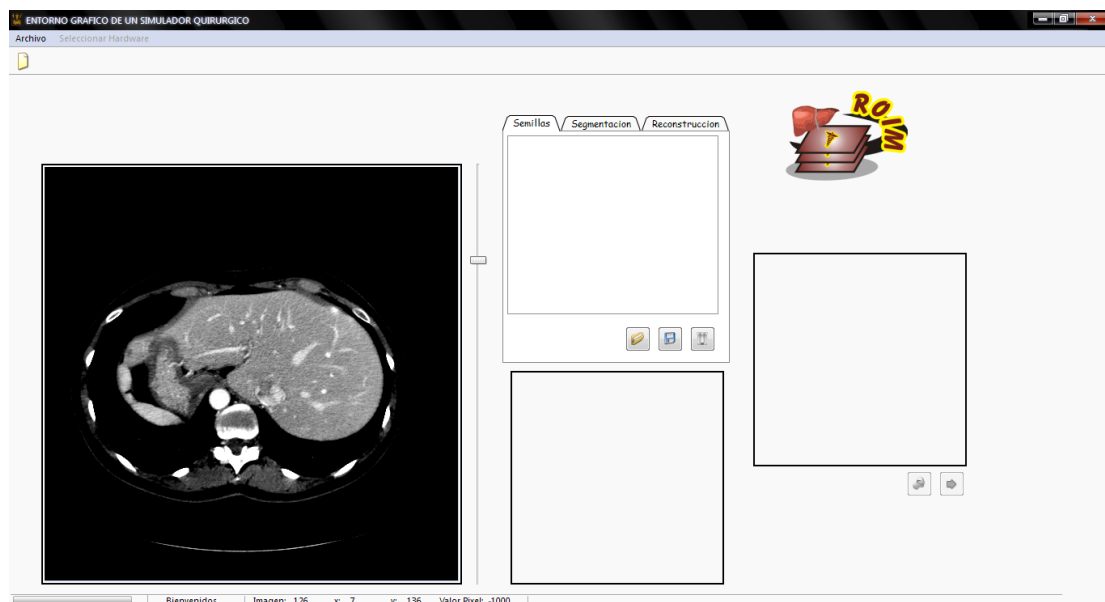 ENTORNO GRAFICO DE UN SIMULADOR QUIRURGICO
Archivo Seleccionar Hardware
ROIM
Semillas Segmentacion Reconstruccion
Bienvenidos Imagen: 126 x: 7 y: 136 Valor Pixel: -1000